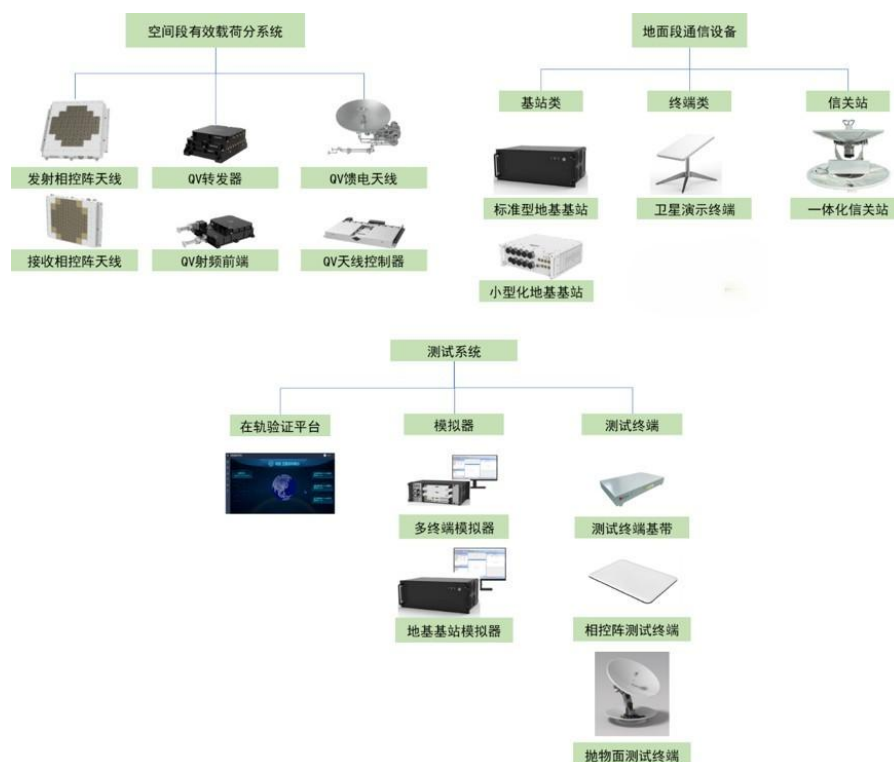 空间段有效载荷分系统
发射相控阵天线
QV转发器
QV馈电天线
接收相控阵天线
QV射频前端
QV天线控制器
地面段通信设备
基站类
终端类
信关站
标准型地基基站
卫星演示终端
一体化信关站
小型化地基基站
测试系统
在轨验证平台
模拟器
测试终端
多终端模拟器
测试终端基带
地基基站模拟器
相控阵测试终端
抛物面测试终端